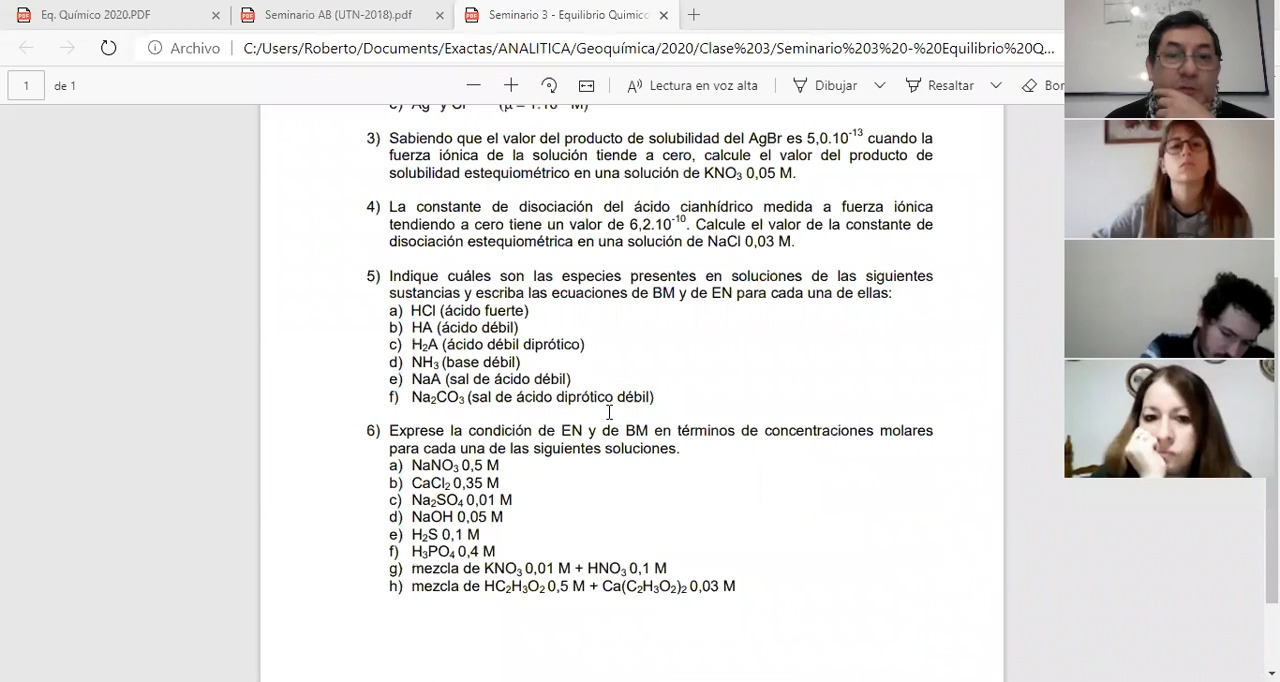 Eq. Químico 2020.PDF
Seminario AB (UTN-2018).pdf
Seminario 3 - Equilibrio Quimico
Archivo
C:/Users/Roberto/Documents/Exactas/ANALITICA/Geoquímica/2020/Clase%203/Seminario%203%20-%20Equilibrio%20Q...
1 de 1
Lectura en voz alta
Dibujar
Resaltar
Bor
3) Sabiendo que el valor del producto de solubilidad del AgBr es 5,0.10⁻¹³ cuando la
fuerza iónica de la solución tiende a cero, calcule el valor del producto de
solubilidad estequiométrico en una solución de KNO₃ 0,05 M.
4) La constante de disociación del ácido cianhídrico medida a fuerza iónica
tendiendo a cero tiene un valor de 6,2.10⁻¹⁰. Calcule el valor de la constante de
disociación estequiométrica en una solución de NaCl 0,03 M.
5) Indique cuáles son las especies presentes en soluciones de las siguientes
sustancias y escriba las ecuaciones de BM y de EN para cada una de ellas:
a) HCl (ácido fuerte)
b) HA (ácido débil)
c) H₂A (ácido débil diprótico)
d) NH₃ (base débil)
e) NaA (sal de ácido débil)
f) Na₂CO₃ (sal de ácido diprótico débil)
6) Exprese la condición de EN y de BM en términos de concentraciones molares
para cada una de las siguientes soluciones.
a) NaNO₃ 0,5 M
b) CaCl₂ 0,35 M
c) Na₂SO₄ 0,01 M
d) NaOH 0,05 M
e) H₂S 0,1 M
f) H₃PO₄ 0,4 M
g) mezcla de KNO₃ 0,01 M + HNO₃ 0,1 M
h) mezcla de HC₂H₃O₂ 0,5 M + Ca(C₂H₃O₂)₂ 0,03 M